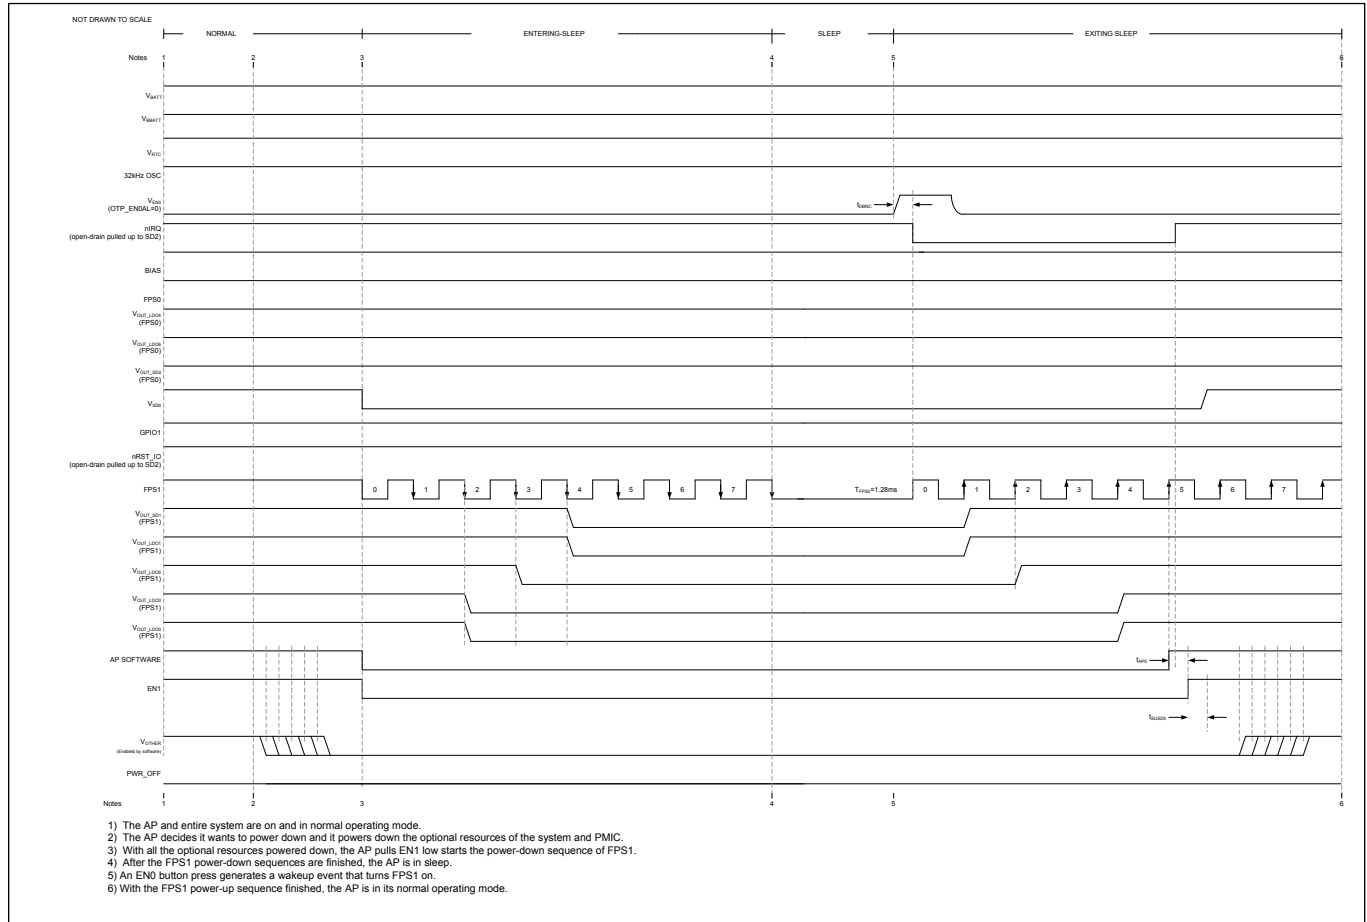 NOT DRAWN TO SCALE
NORMAL ENTERING-SLEEP SLEEP EXITING SLEEP
Notes 1 2 3 4 5 6
VBATT
VBBATT
VRTC
32kHz OSC
VEN0
(OTP_EN0AL=0)
tDBNC
nIRQ
(open-drain pulled up to SD2)
BIAS
FPS0
(FPS0)
(FPS0)
VOUT_SD2
(FPS0)
VSD0
GPIO1
nRST_IO
(open-drain pulled up to SD2)
FPS1 0 1 2 3 4 5 6 7 TFPS0=1.28ms 0 1 2 3 4 5 6 7
VOUT_SD1
(FPS1)
VOUT_LDO1
(FPS1)
(FPS1)
(FPS1)
VOUT_LDO0
(FPS1)
AP SOFTWARE
tAP0
EN1
tSUSD0
VOTHER
(Enabled by software)
PWR_OFF
Notes 1 2 3 4 5 6
1) The AP and entire system are on and in normal operating mode.
2) The AP decides it wants to power down and it powers down the optional resources of the system and PMIC.
3) With all the optional resources powered down, the AP pulls EN1 low starts the power-down sequence of FPS1.
4) After the FPS1 power-down sequences are finished, the AP is in sleep.
5) An EN0 button press generates a wakeup event that turns FPS1 on.
6) With the FPS1 power-up sequence finished, the AP is in its normal operating mode.